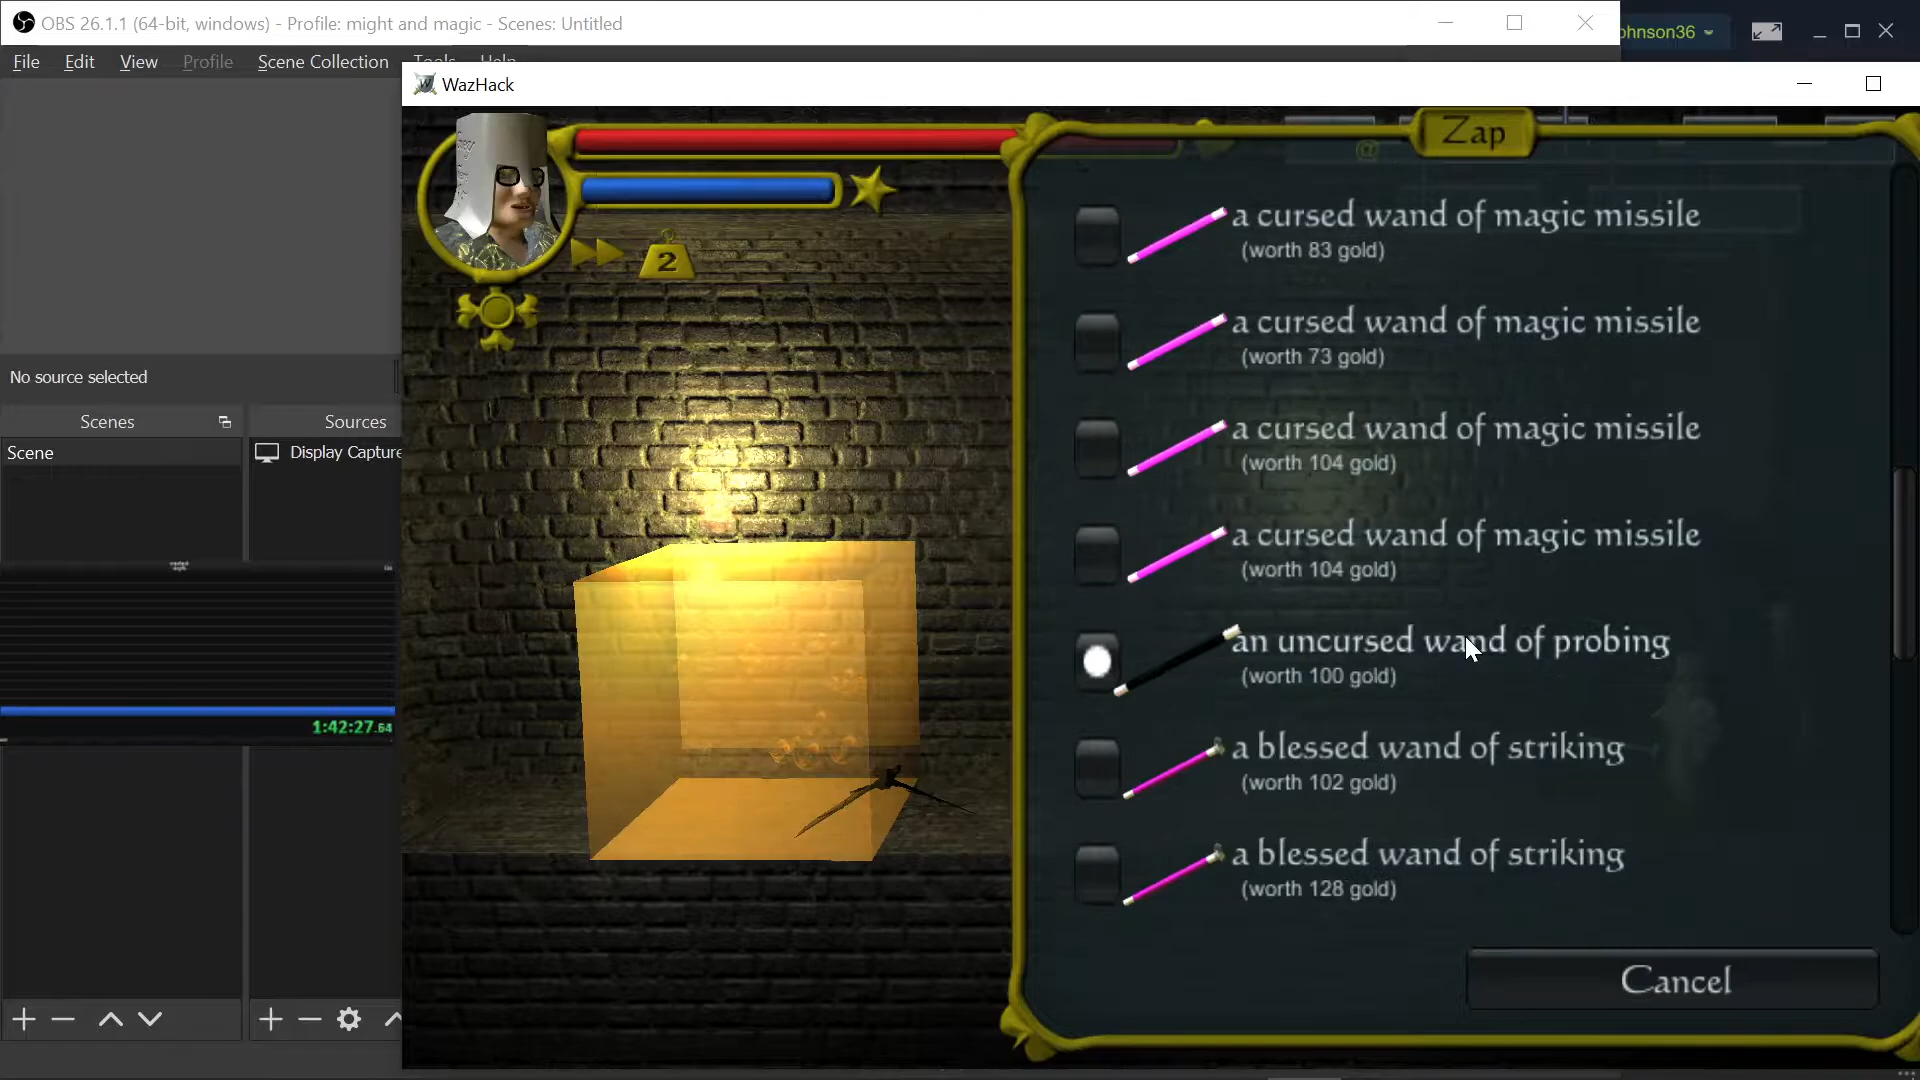 OBS 26.1.1 (64-bit, windows) - Profile: might and magic - Scenes: Untitled
File Edit View Profile Scene Collection Tools Help
ohnson36
WazHack
Zap
2
a cursed wand of magic missile
(worth 83 gold)
a cursed wand of magic missile
(worth 73 gold)
a cursed wand of magic missile
(worth 104 gold)
a cursed wand of magic missile
(worth 104 gold)
an uncursed wand of probing
(worth 100 gold)
a blessed wand of striking
(worth 102 gold)
a blessed wand of striking
(worth 128 gold)
Cancel
No source selected
Scenes
Sources
Scene
Display Capture
1:42:27.64